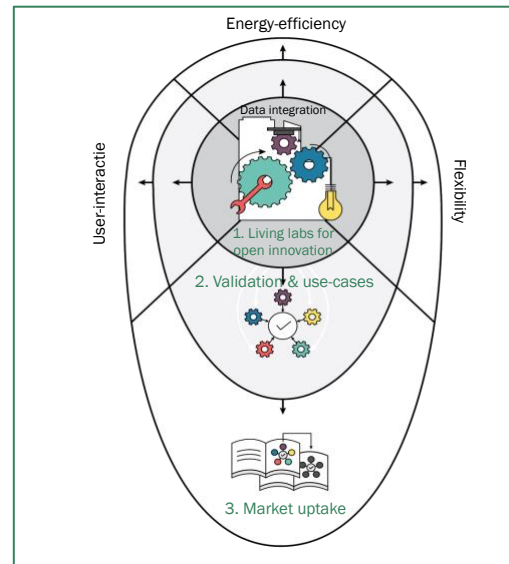 Energy-efficiency
Data integration
User-interactie
Flexibility
1. Living labs for
open innovation
2. Validation & use-cases
3. Market uptake